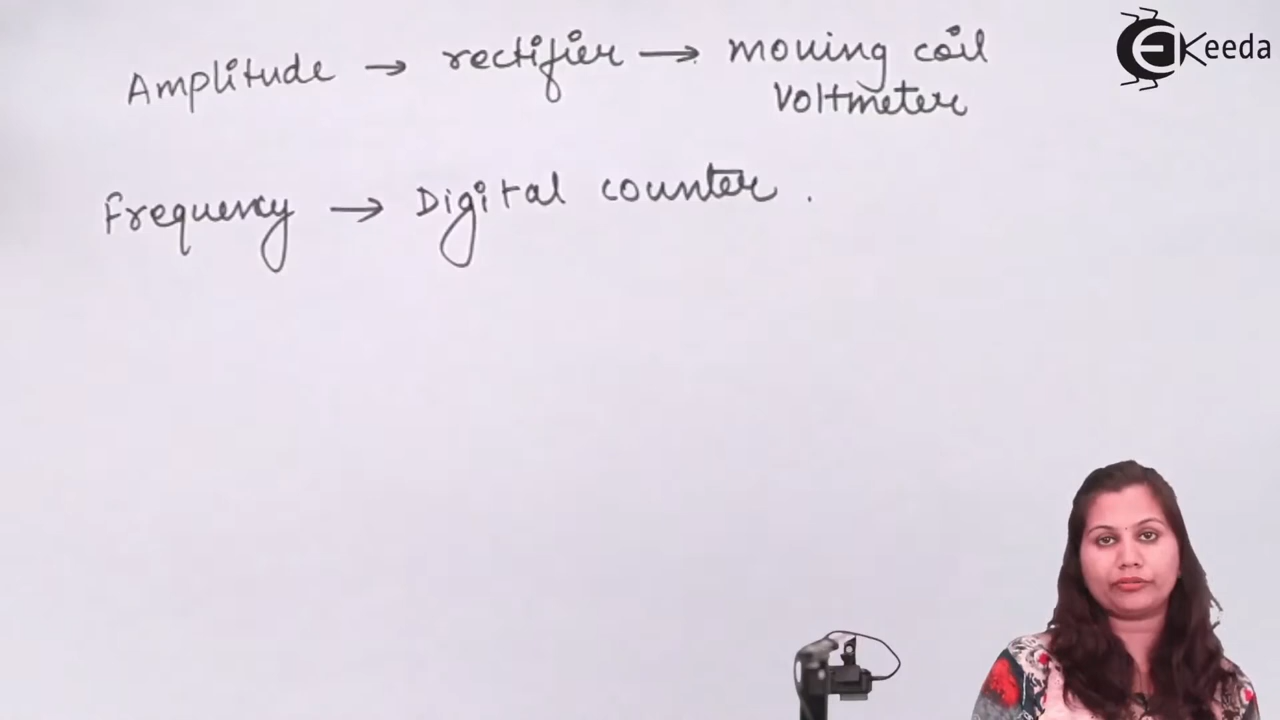 Amplitude → rectifier → moving coil
Voltmeter
Frequency → Digital counter .
EKeeda